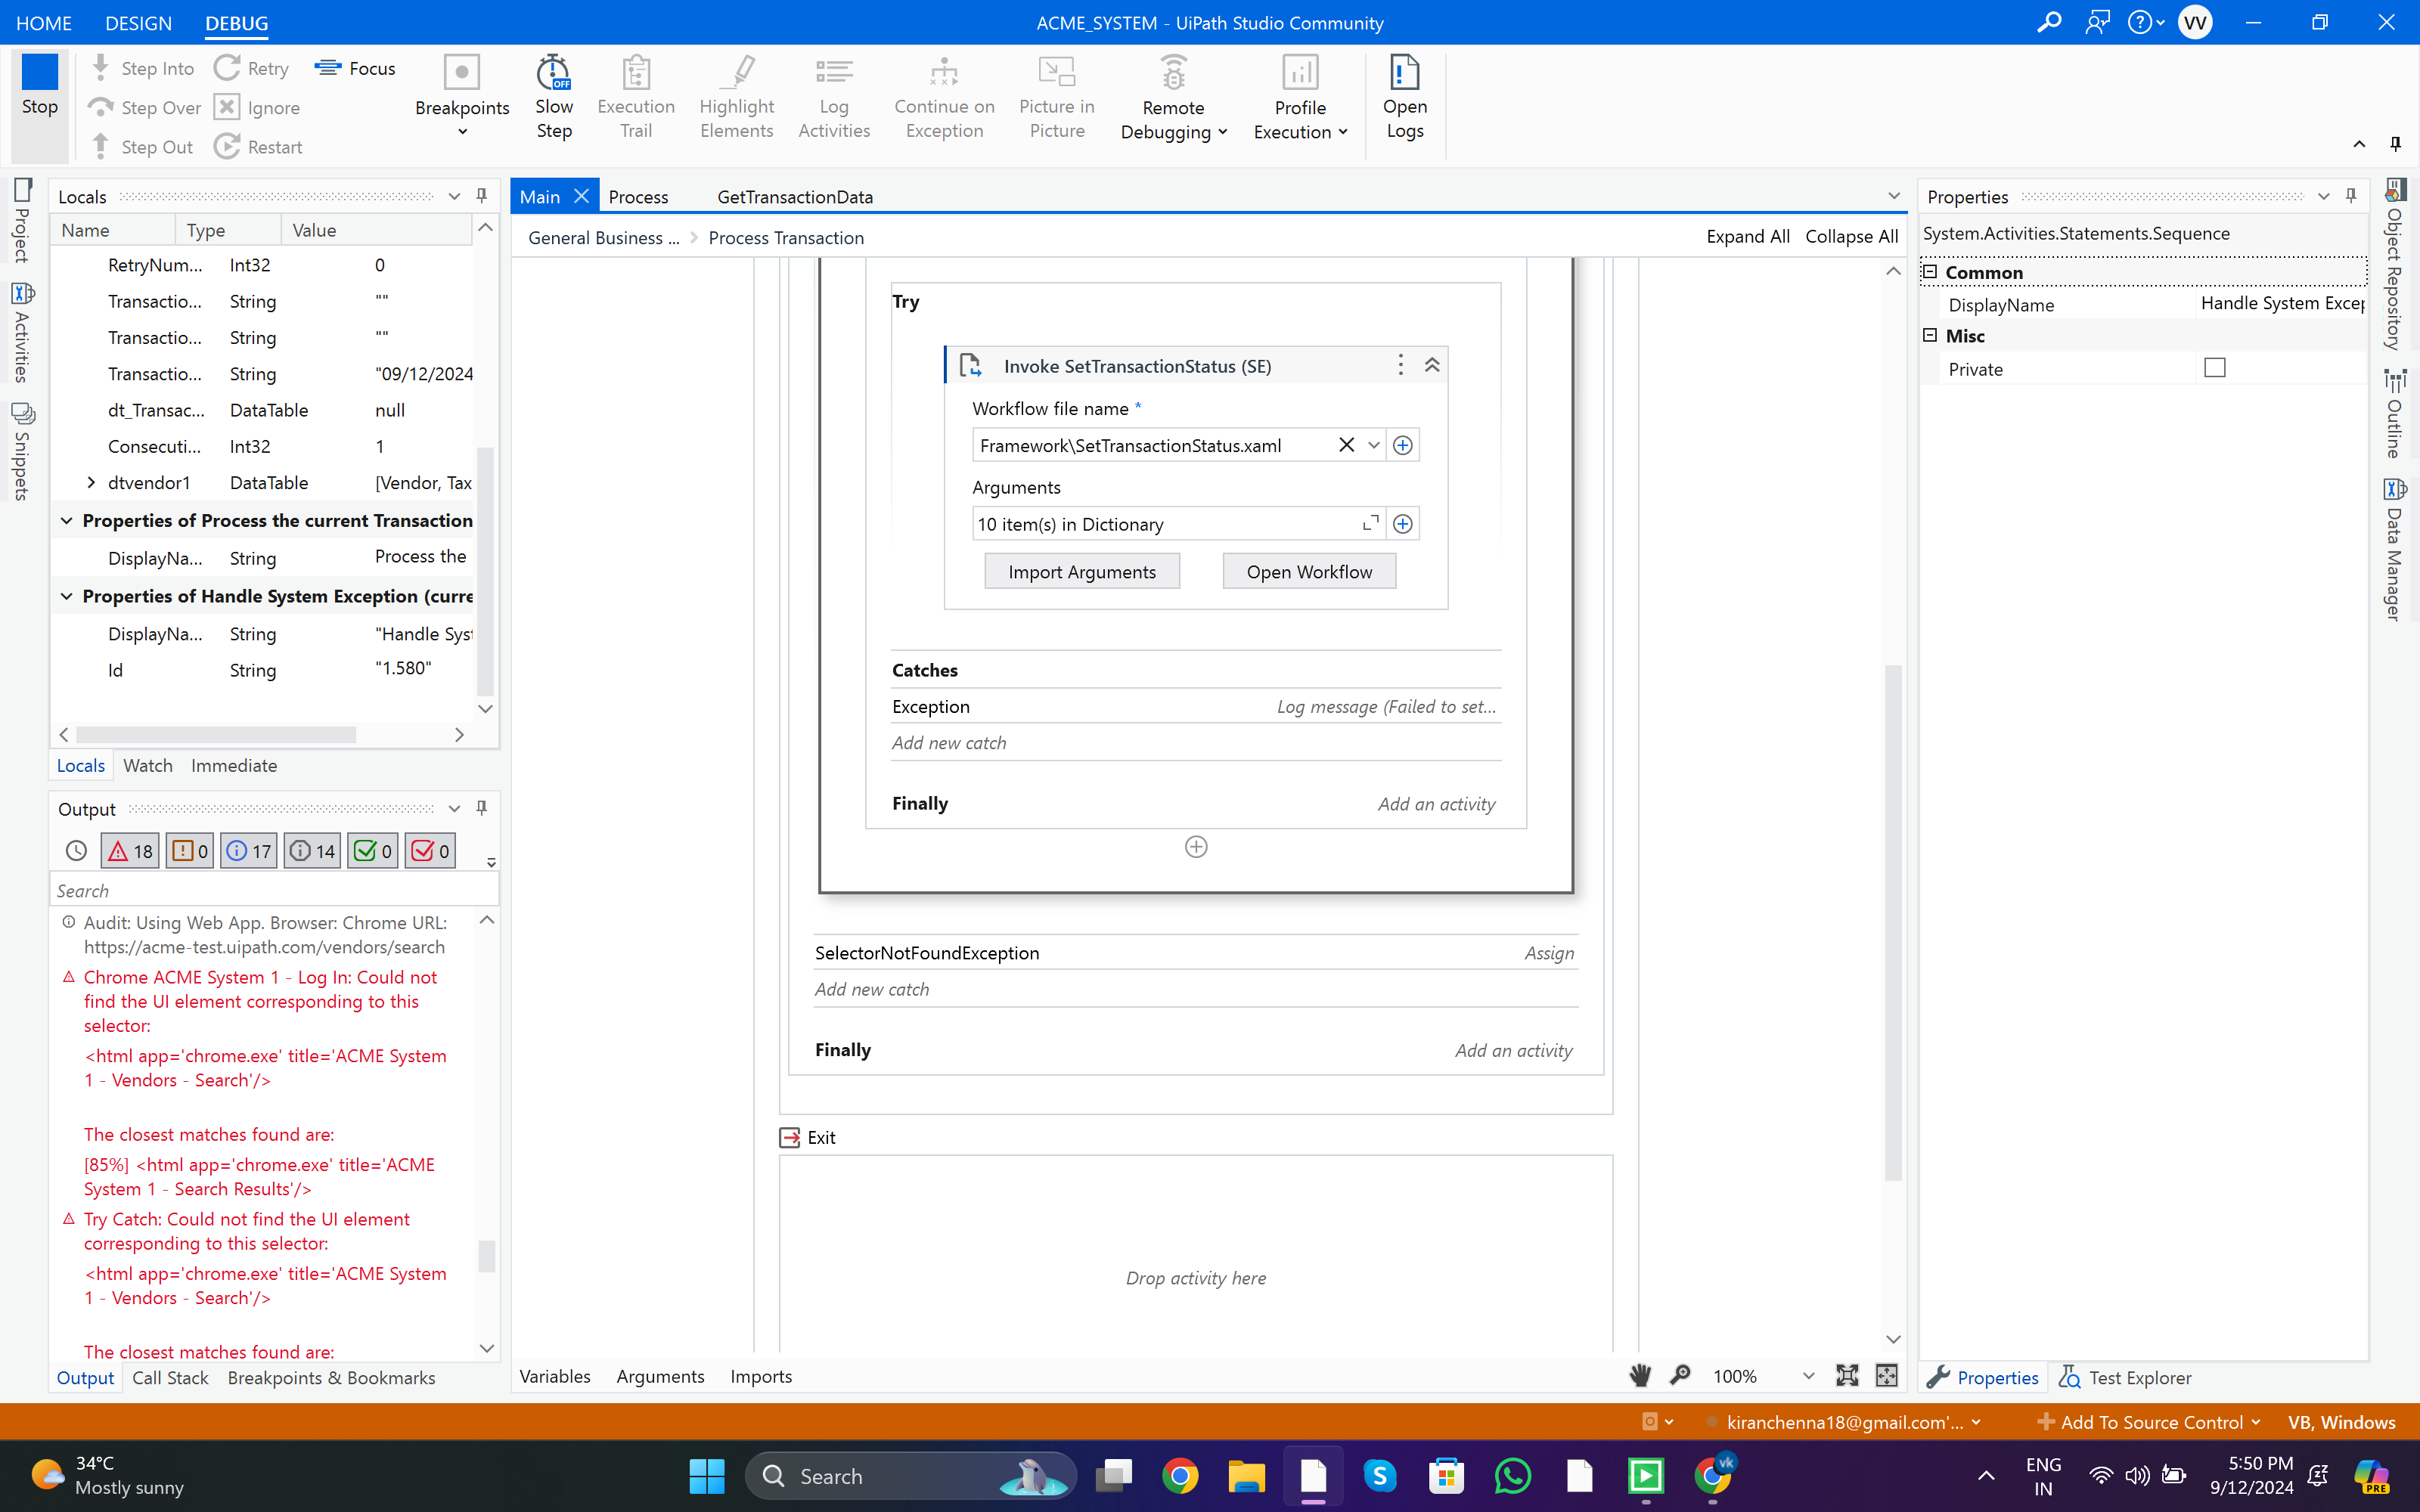 HOME DESIGN DEBUG
ACME_SYSTEM - UiPath Studio Community
VV
Stop
Step Into
Step Over
Step Out
Retry
Ignore
Restart
Focus
Breakpoints
OFF
Slow Step
Execution Trail
Highlight Elements
Log Activities
Continue on Exception
Picture in Picture
Remote Debugging
Profile Execution
Open Logs
Project
Activities
Snippets
Locals
Name Type Value
RetryNum... Int32 0
Transactio... String ""
Transactio... String ""
Transactio... String "09/12/2024
dt_Transac... DataTable null
Consecuti... Int32 1
dtvendor1 DataTable [Vendor, Tax
Properties of Process the current Transaction
DisplayNa... String Process the
Properties of Handle System Exception (curre
DisplayNa... String "Handle Syst
Id String "1.580"
Locals Watch Immediate
Output
18 0 17 14 0 0
Search
Audit: Using Web App. Browser: Chrome URL:
https://acme-test.uipath.com/vendors/search
Chrome ACME System 1 - Log In: Could not
find the UI element corresponding to this
selector:
<html app='chrome.exe' title='ACME System
1 - Vendors - Search'/>
The closest matches found are:
[85%] <html app='chrome.exe' title='ACME
System 1 - Search Results'/>
Try Catch: Could not find the UI element
corresponding to this selector:
<html app='chrome.exe' title='ACME System
1 - Vendors - Search'/>
The closest matches found are:
Output Call Stack Breakpoints & Bookmarks
Main Process GetTransactionData
General Business ... Process Transaction
Expand All Collapse All
Try
Invoke SetTransactionStatus (SE)
Workflow file name *
Framework\SetTransactionStatus.xaml
Arguments
10 item(s) in Dictionary
Import Arguments Open Workflow
Catches
Exception Log message (Failed to set...
Add new catch
Finally Add an activity
SelectorNotFoundException Assign
Add new catch
Finally Add an activity
Exit
Drop activity here
Variables Arguments Imports
100%
Properties
System.Activities.Statements.Sequence
Common
DisplayName Handle System Excep
Misc
Private
Properties Test Explorer
Object Repository
Outline
Data Manager
kiranchenna18@gmail.com'...
Add To Source Control
VB, Windows
34°C
Mostly sunny
Search
S
vk
ENG
IN
5:50 PM
9/12/2024
PRE